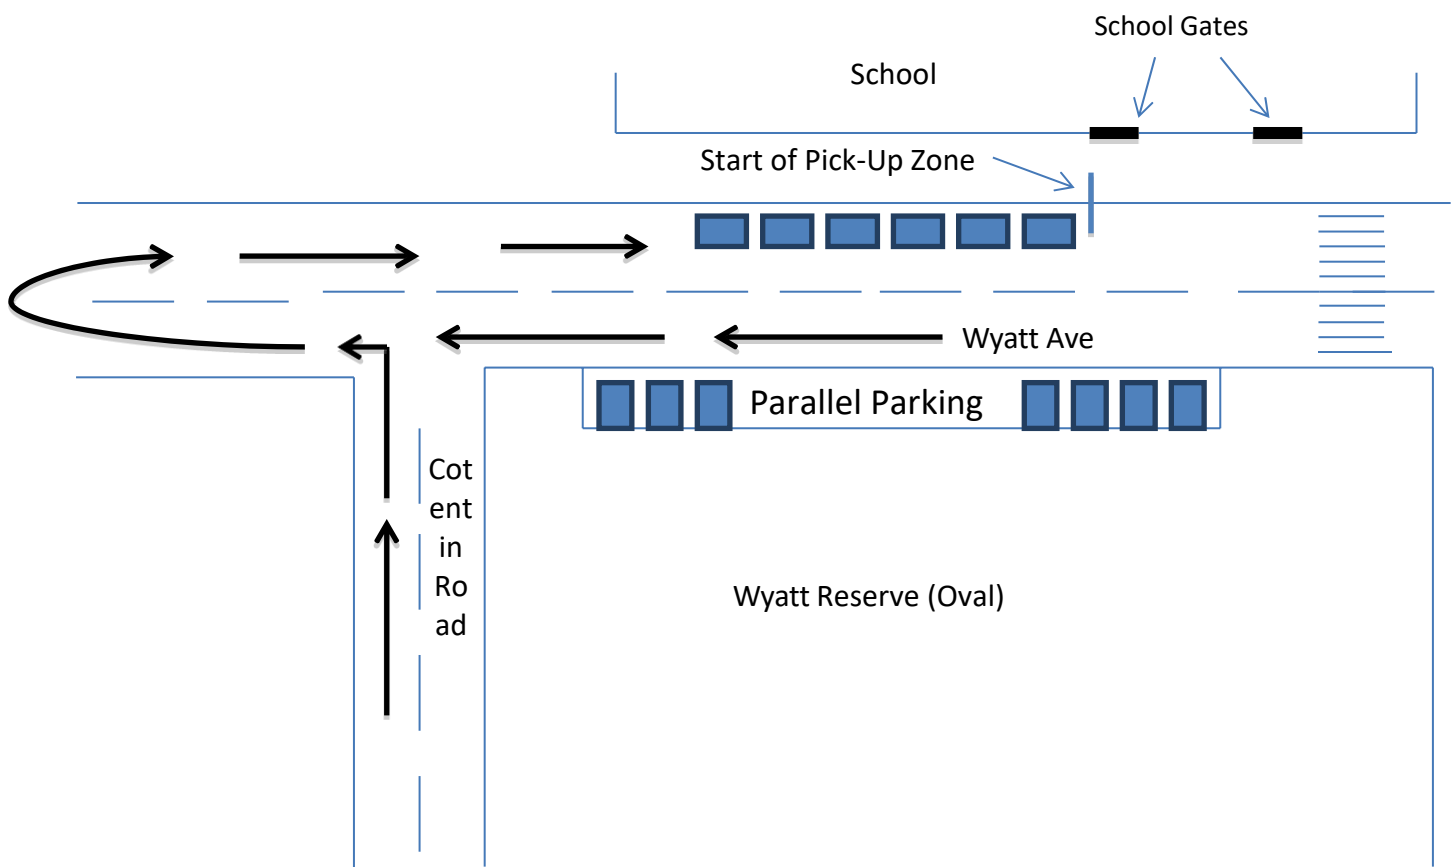 School Gates
School
Start of Pick-Up Zone
Wyatt Ave
Parallel Parking
Cot
ent
in
Ro
ad
Wyatt Reserve (Oval)